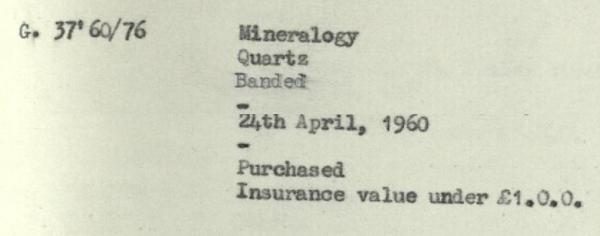 G. 37'60/76 Mineralogy
Quartz
Banded
-
24th April, 1960
-
Purchased
Insurance value under £1.0.0.